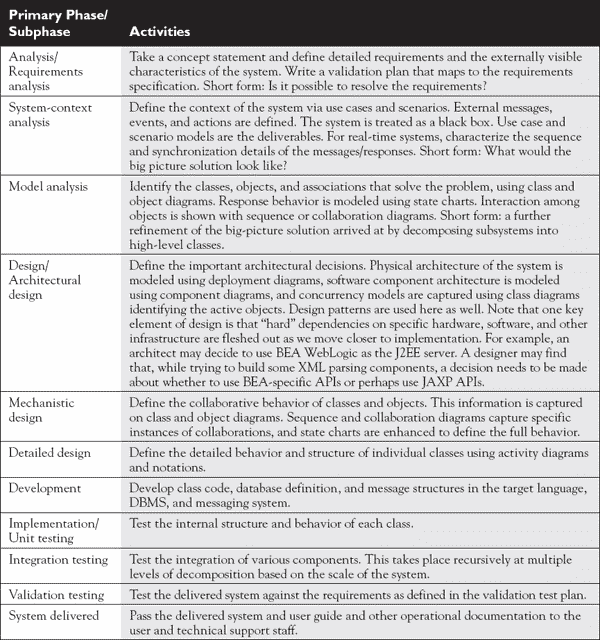 Primary Phase/
Subphase
Activities
Analysis/
Requirements
analysis
Take a concept statement and define detailed requirements and the externally visible
characteristics of the system. Write a validation plan that maps to the requirements
specification. Short form: Is it possible to resolve the requirements?
System-context
analysis
Define the context of the system via use cases and scenarios. External messages,
events, and actions are defined. The system is treated as a black box. Use case and
scenario models are the deliverables. For real-time systems, characterize the sequence
and synchronization details of the messages/responses. Short form: What would the
big picture solution look like?
Model analysis
Identify the classes, objects, and associations that solve the problem, using class and
object diagrams. Response behavior is modeled using state charts. Interaction among
objects is shown with sequence or collaboration diagrams. Short form: a further
refinement of the big-picture solution arrived at by decomposing subsystems into
high-level classes.
Design/
Architectural
design
Define the important architectural decisions. Physical architecture of the system is
modeled using deployment diagrams, software component architecture is modeled
using component diagrams, and concurrency models are captured using class diagrams
identifying the active objects. Design patterns are used here as well. Note that one key
element of design is that “hard” dependencies on specific hardware, software, and other
infrastructure are fleshed out as we move closer to implementation. For example, an
architect may decide to use BEA WebLogic as the J2EE server. A designer may find
that, while trying to build some XML parsing components, a decision needs to be made
about whether to use BEA-specific APIs or perhaps use JAXP APIs.
Mechanistic
design
Define the collaborative behavior of classes and objects. This information is captured
on class and object diagrams. Sequence and collaboration diagrams capture specific
instances of collaborations, and state charts are enhanced to define the full behavior.
Detailed design
Define the detailed behavior and structure of individual classes using activity diagrams
and notations.
Development
Develop class code, database definition, and message structures in the target language,
DBMS, and messaging system.
Implementation/
Unit testing
Test the internal structure and behavior of each class.
Integration testing
Test the integration of various components. This takes place recursively at multiple
levels of decomposition based on the scale of the system.
Validation testing
Test the delivered system against the requirements as defined in the validation test plan.
System delivered
Pass the delivered system and user guide and other operational documentation to the
user and technical support staff.